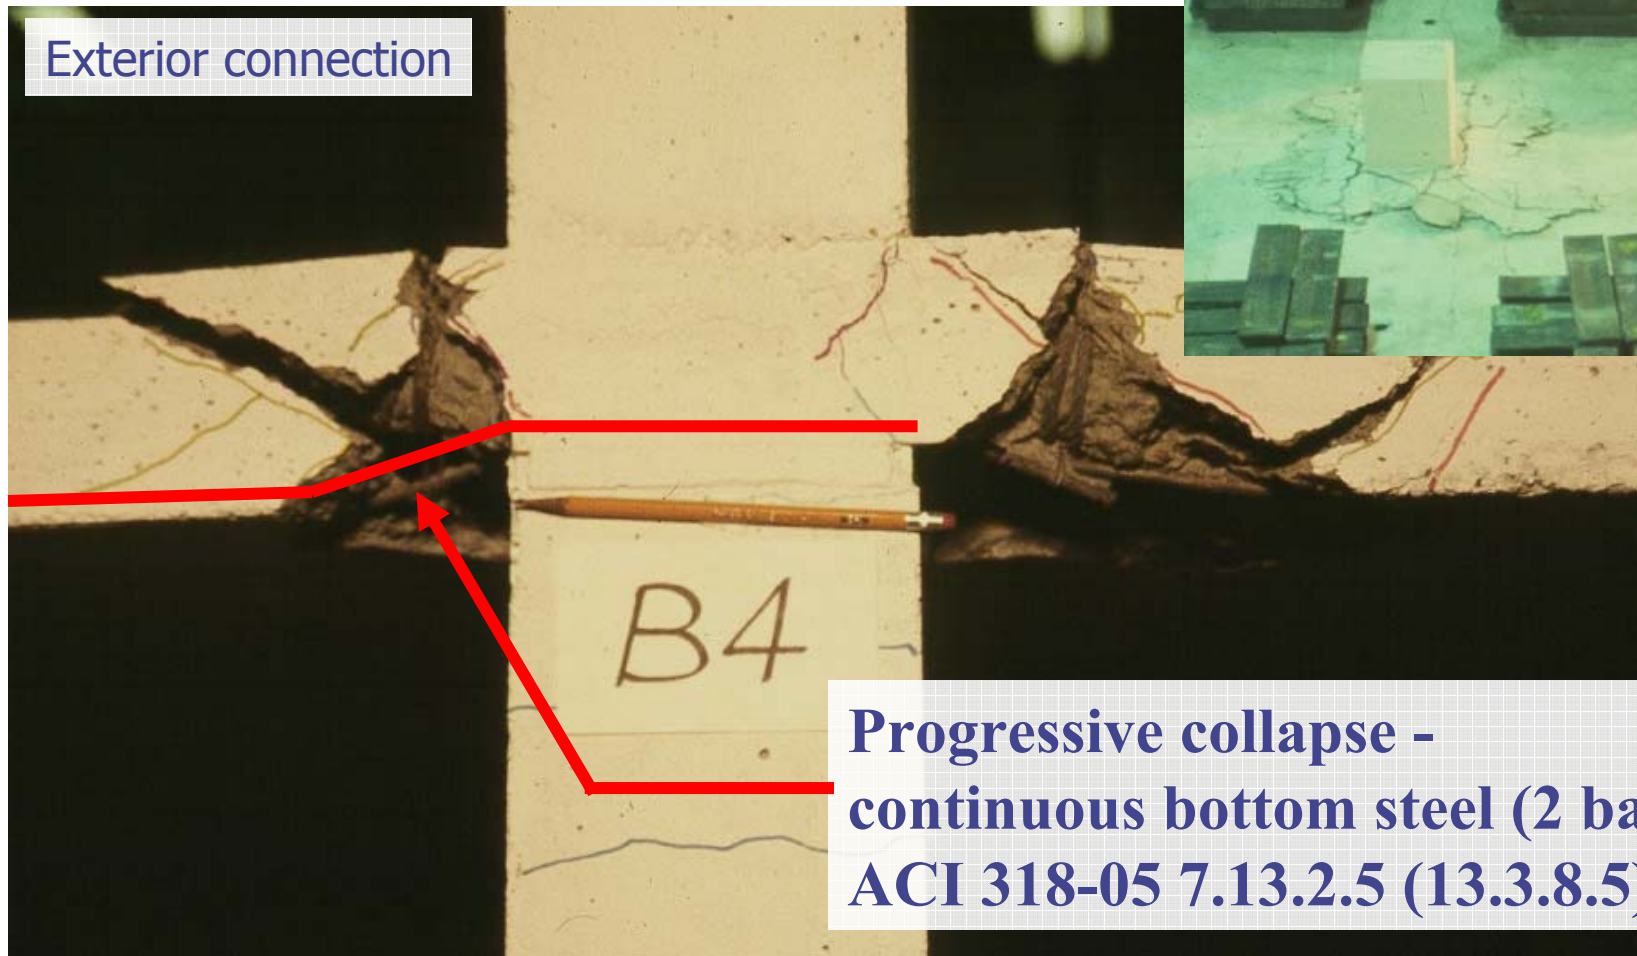 Exterior connection
B4
Progressive collapse -
continuous bottom steel (2 ba
ACI 318-05 7.13.2.5 (13.3.8.5)